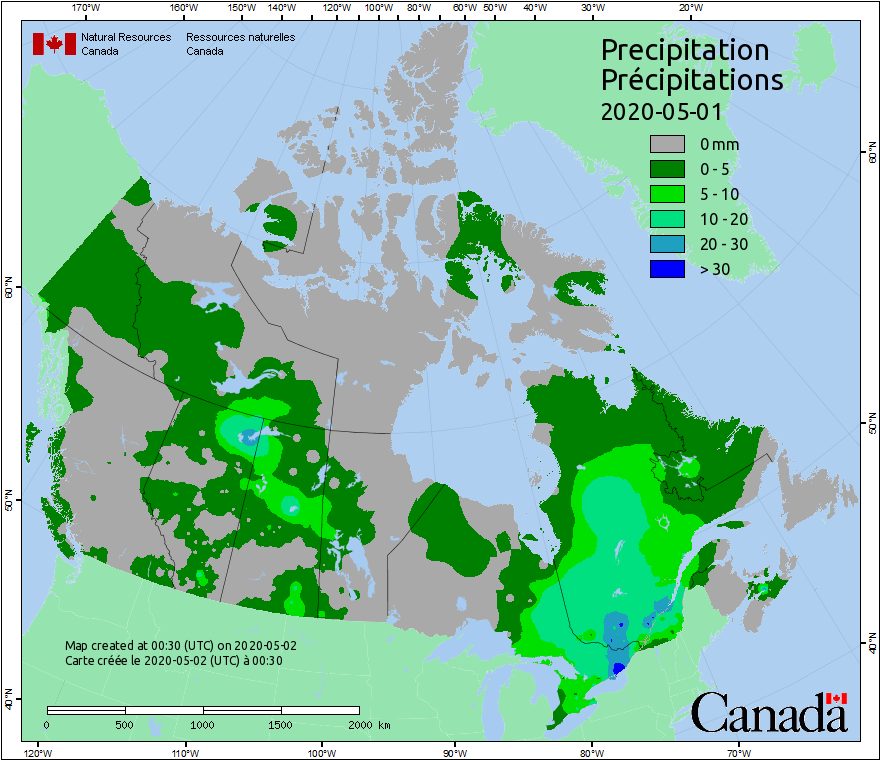 170°W 160°W 150°W 140°W 130°W 120°W 110°W 100°W 90°W 80°W 70°W 60°W 50°W 40°W 30°W 20°W
Natural Resources Ressources naturelles
Canada Canada
Precipitation
Précipitations
2020-05-01
0 mm
0 - 5
5 - 10
10 - 20
20 - 30
> 30
60°N
60°N
50°N
50°N
40°N
40°N
Map created at 00:30 (UTC) on 2020-05-02
Carte créée le 2020-05-02 (UTC) à 00:30
0 500 1000 1500 2000 km
Canada
120°W 110°W 100°W 90°W 80°W 70°W